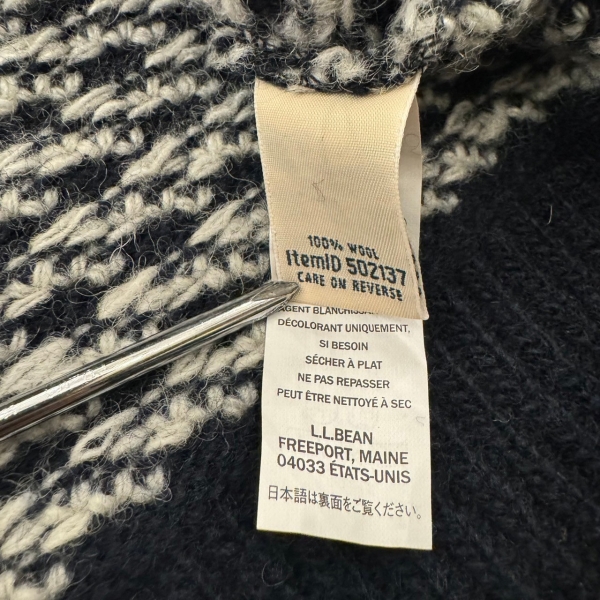 100% WOOL
ItemID 502137
CARE ON REVERSE
AGENT
DÉCOLORANT UNIQUEMENT,
SI BESOIN
SÉCHER À PLAT
NE PAS REPASSER
PEUT ÊTRE NETTOYÉ À SEC
L.L.BEAN
FREEPORT, MAINE
04033 ÉTATS-UNIS
日本語は裏面をご覧ください。